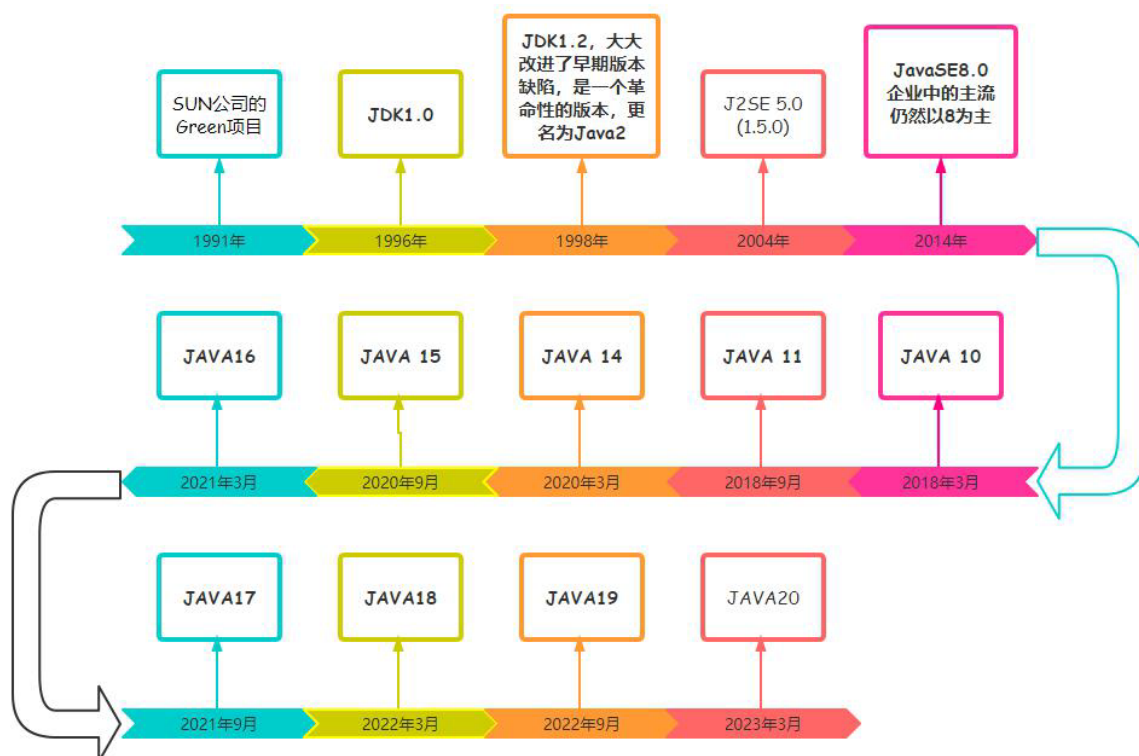 SUN公司的
Green项目
JDK1.0
JDK1.2，大大
改进了早期版本
缺陷，是一个革
命性的版本，更
名为Java2
J2SE 5.0
(1.5.0)
JavaSE8.0
企业中的主流
仍然以8为主
1991年
1996年
1998年
2004年
2014年
JAVA16
JAVA 15
JAVA 14
JAVA 11
JAVA 10
2021年3月
2020年9月
2020年3月
2018年9月
2018年3月
JAVA17
JAVA18
JAVA19
JAVA20
2021年9月
2022年3月
2022年9月
2023年3月